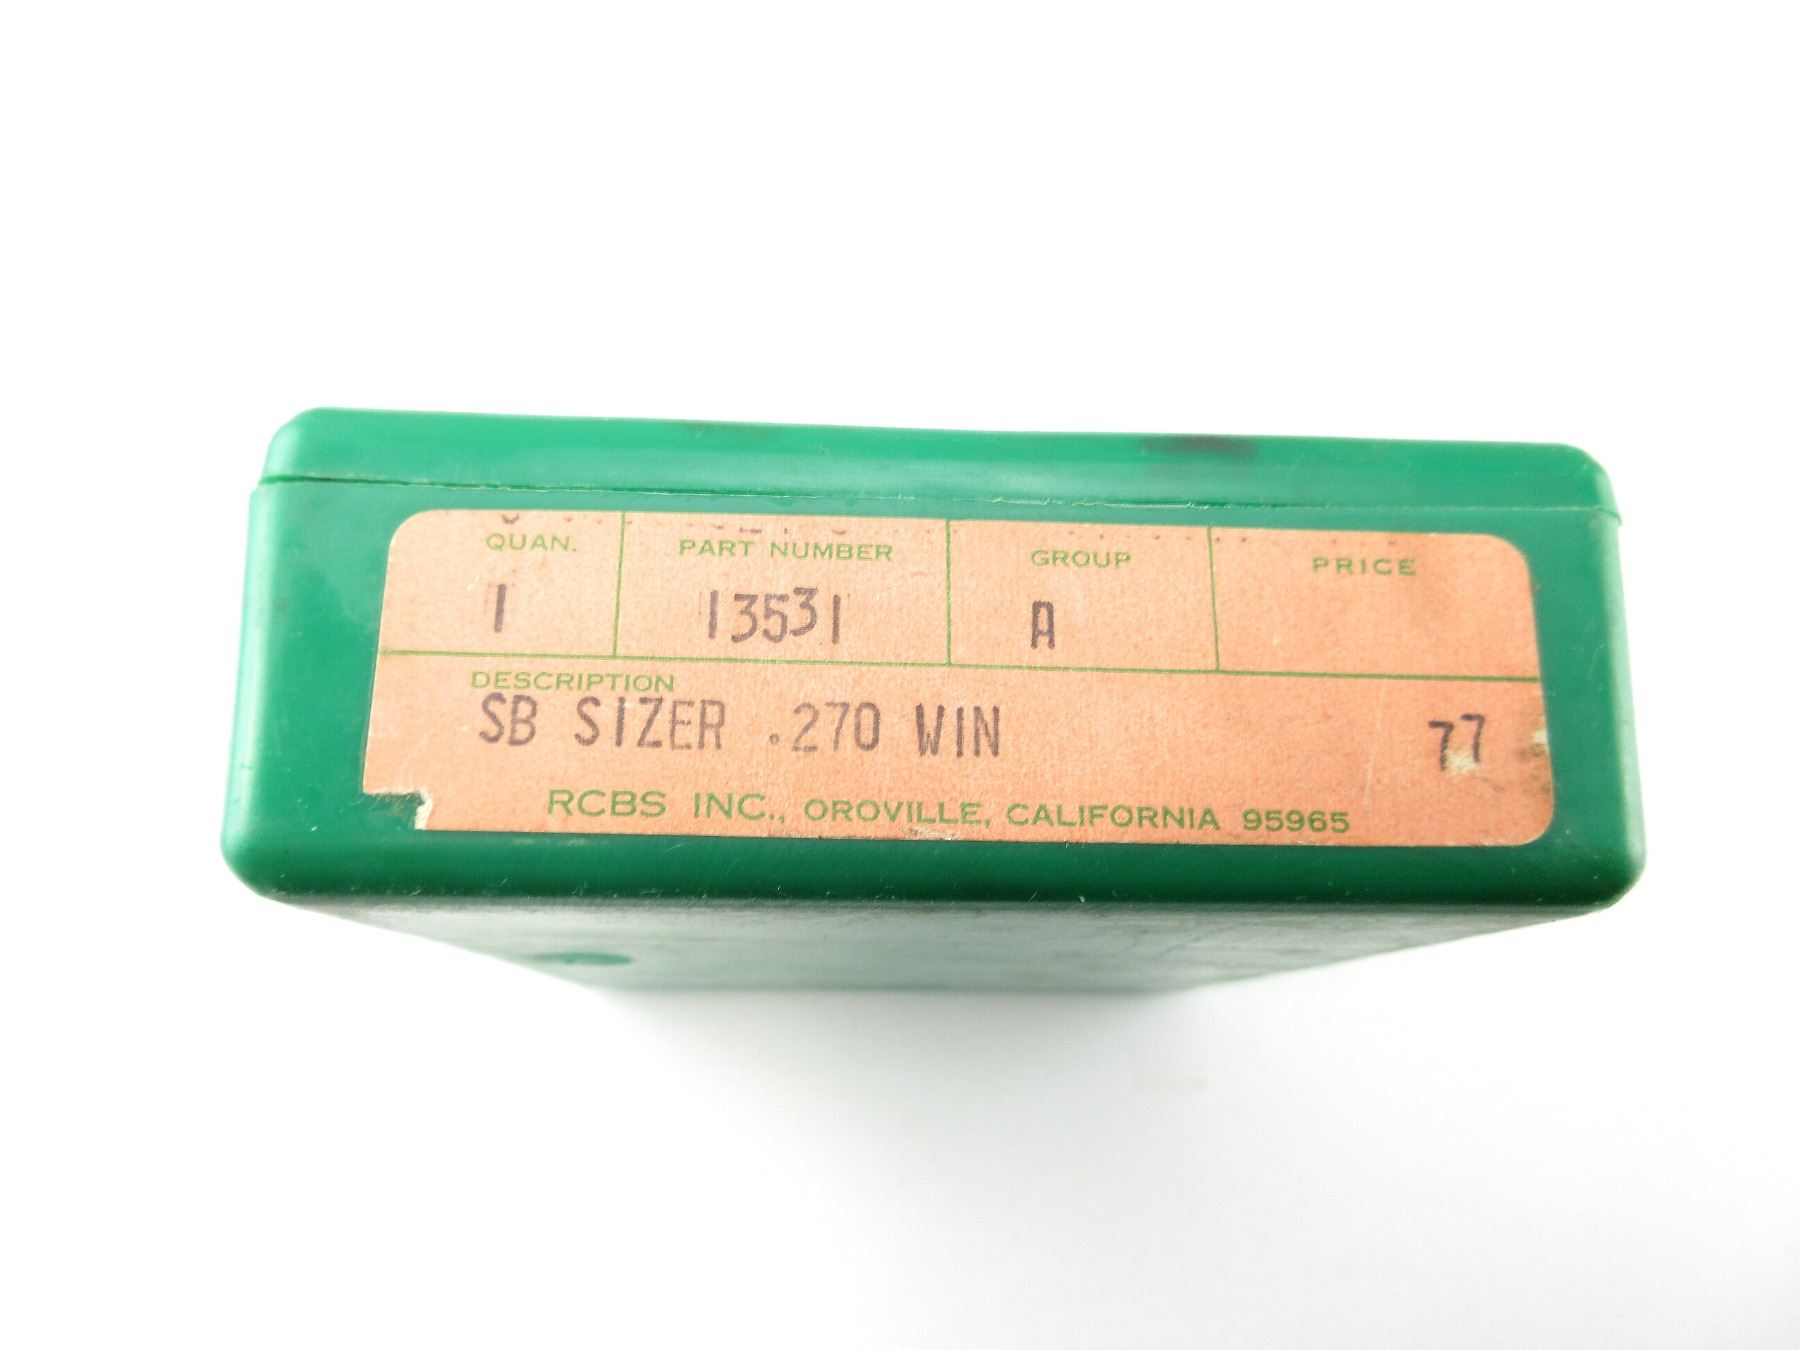 QUAN. PART NUMBER GROUP PRICE
1 13531 A
DESCRIPTION
SB SIZER .270 WIN 77
RCBS INC., OROVILLE, CALIFORNIA 95965